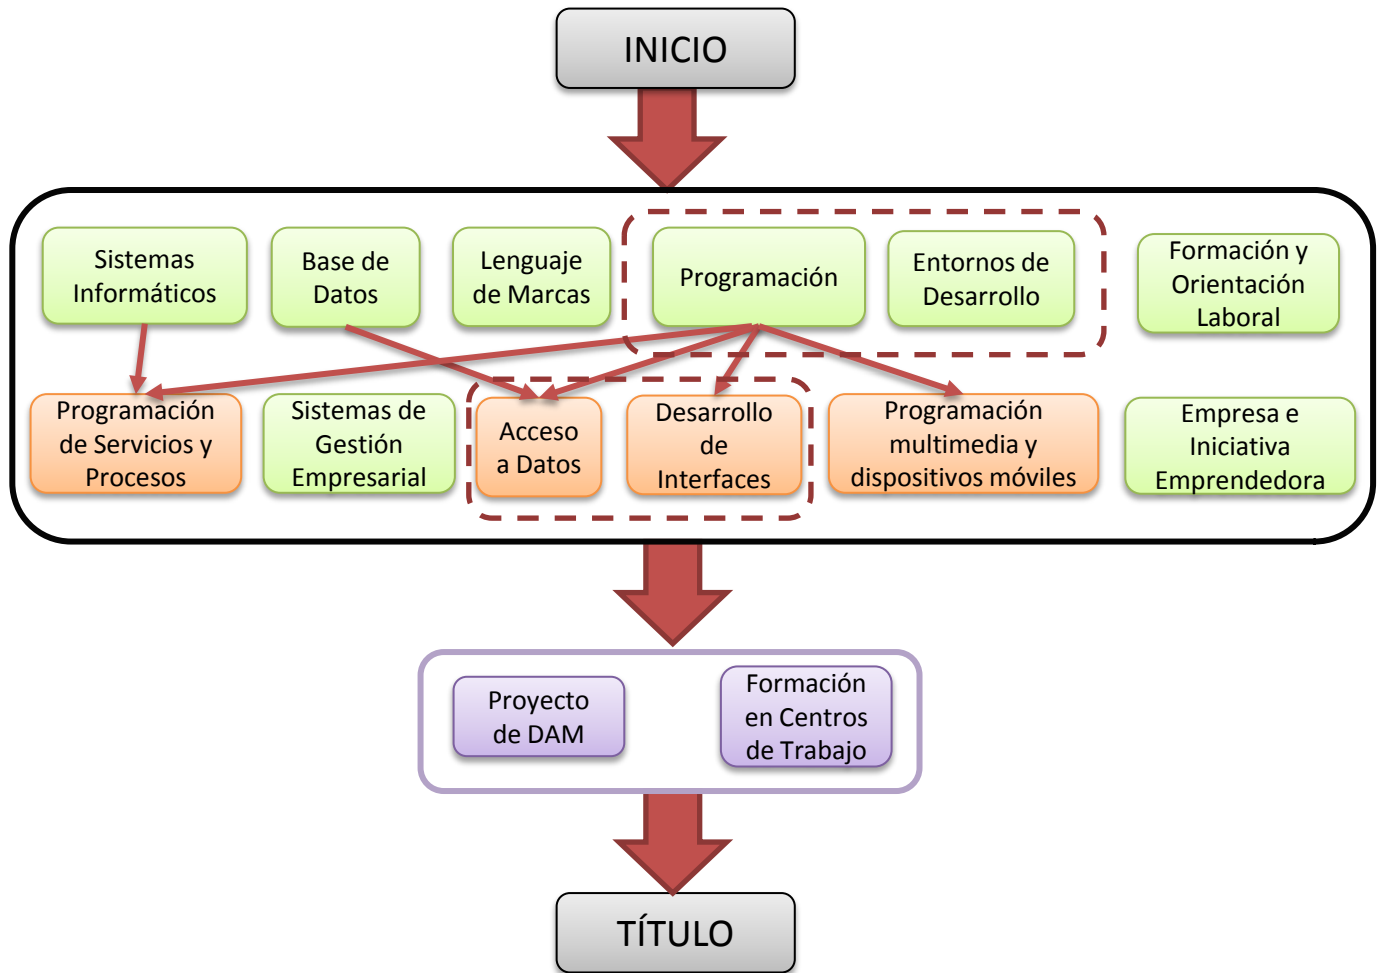 INICIO
Sistemas
Informáticos
Base de
Datos
Lenguaje
de Marcas
Programación
Entornos de
Desarrollo
Formación y
Orientación
Laboral
Programación
de Servicios y
Procesos
Sistemas de
Gestión
Empresarial
Acceso
a Datos
Desarrollo
de
Interfaces
Programación
multimedia y
dispositivos móviles
Empresa e
Iniciativa
Emprendedora
Proyecto
de DAM
Formación
en Centros
de Trabajo
TÍTULO